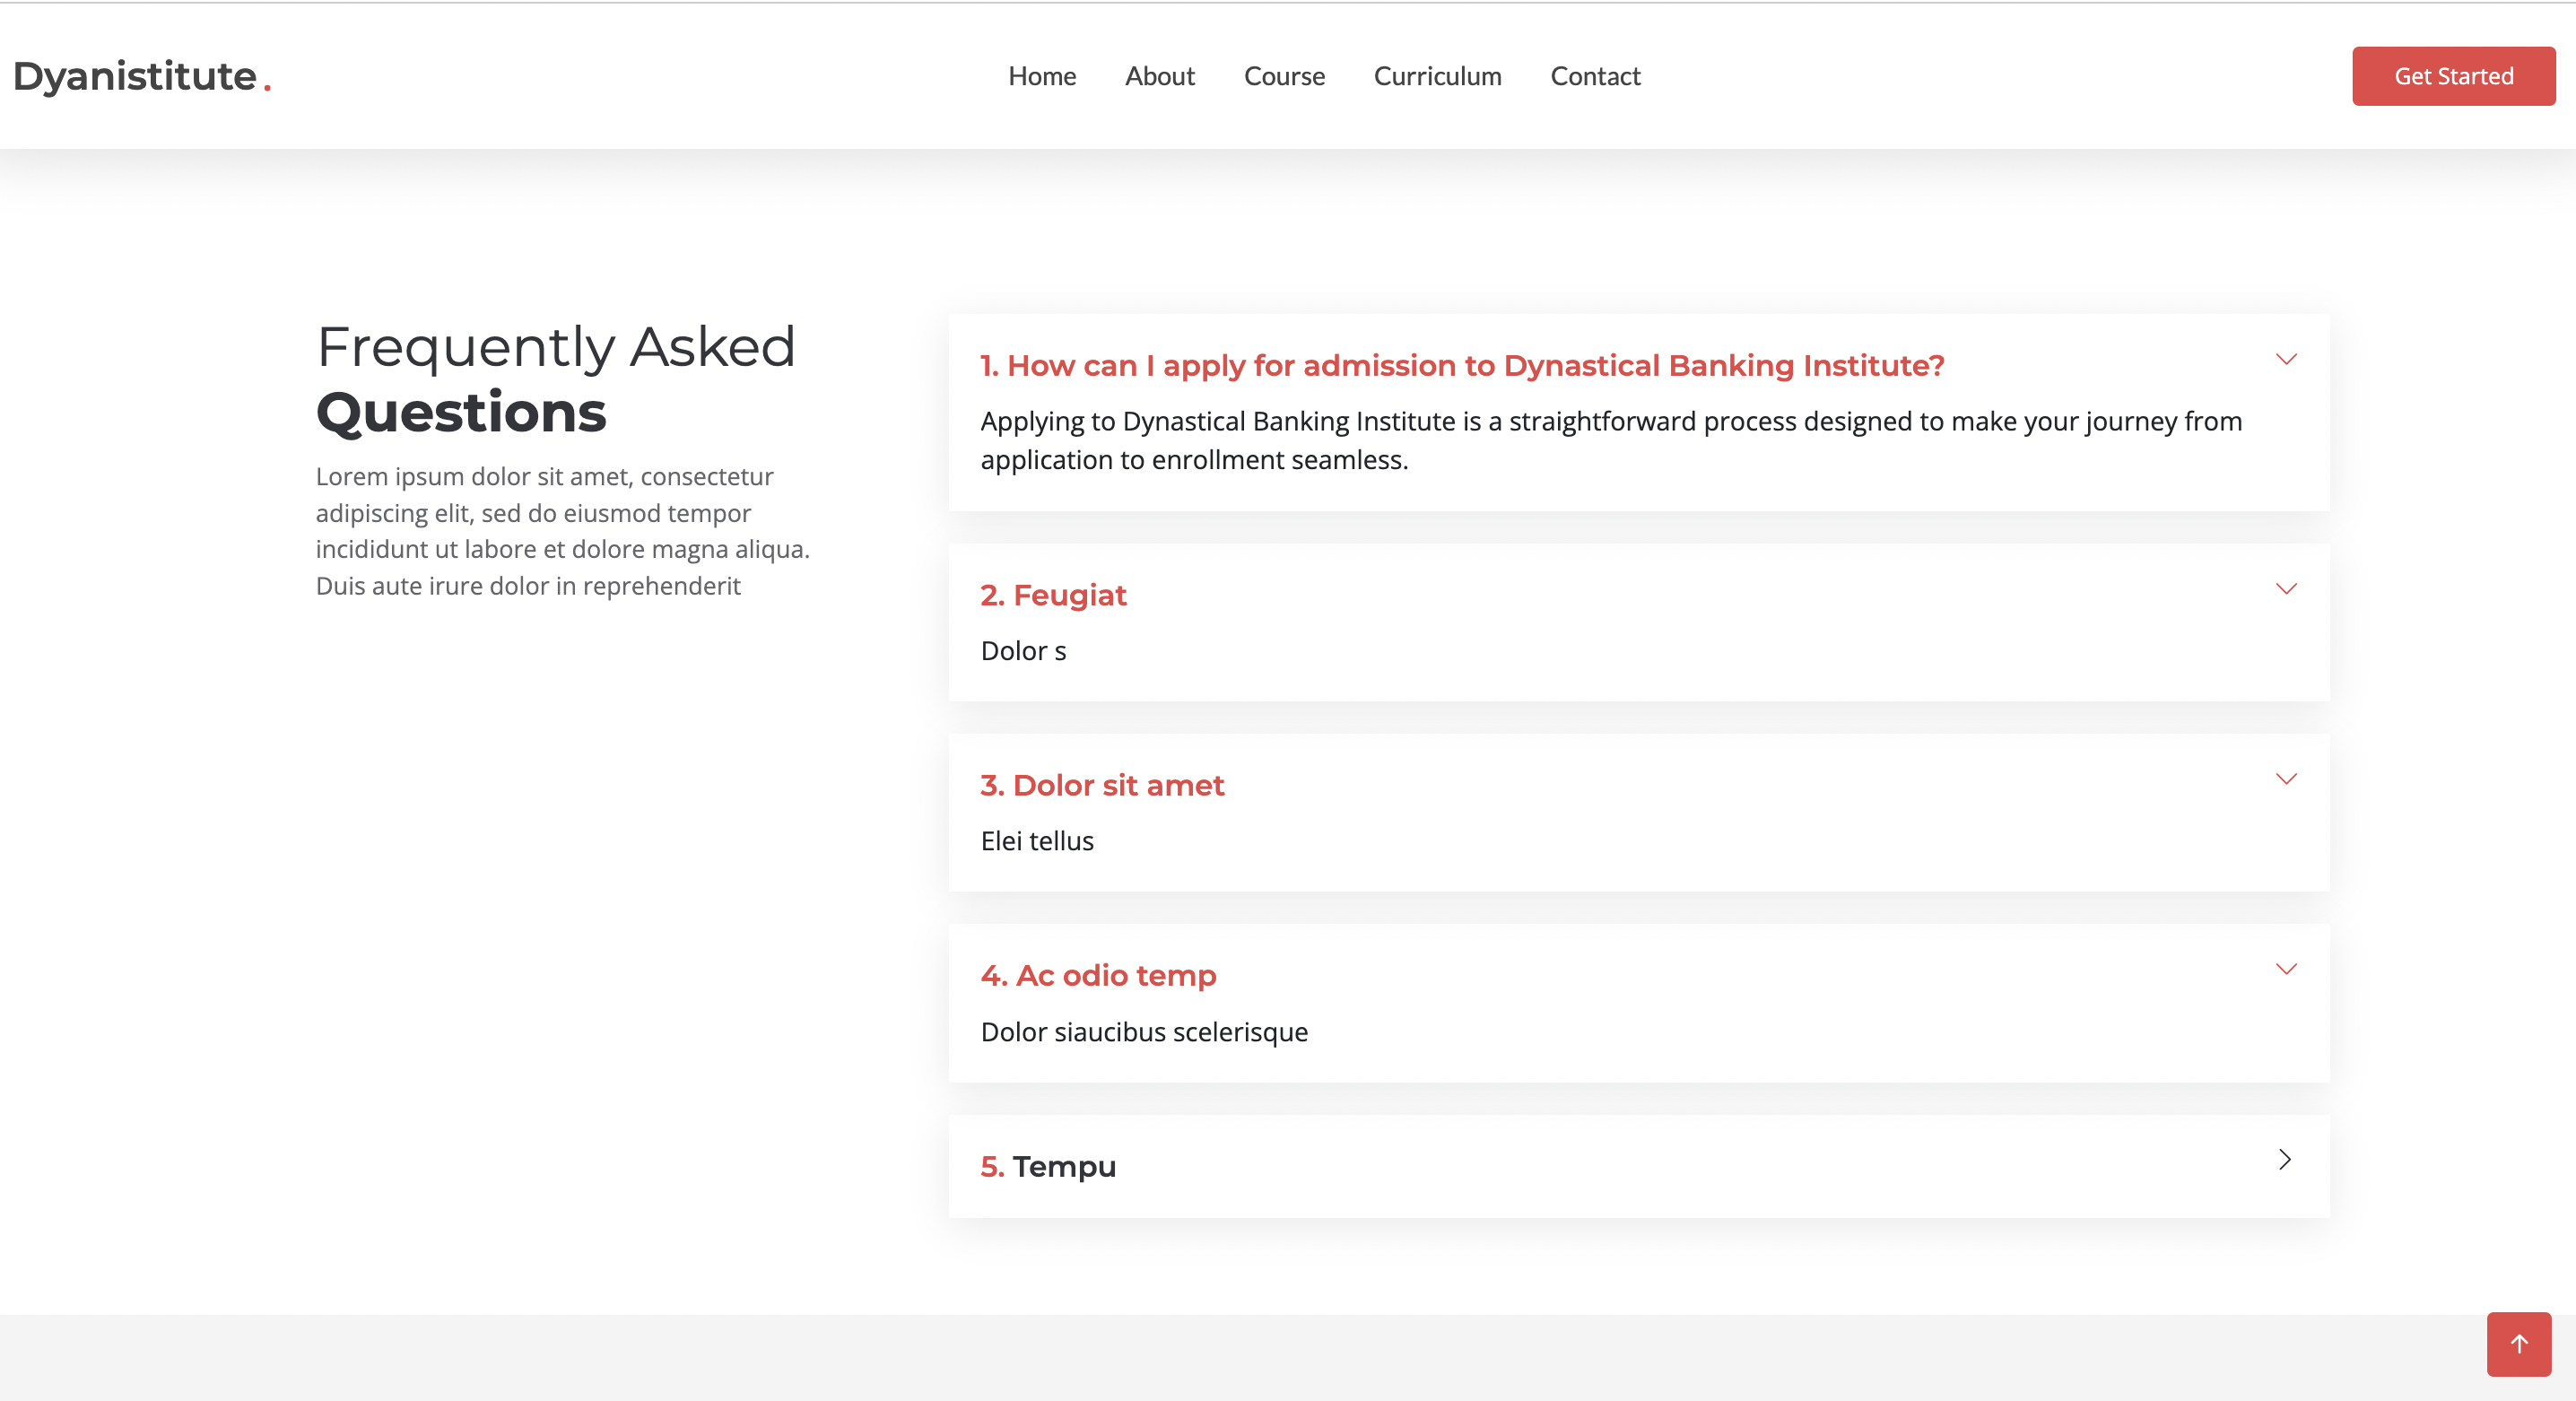 Dyanistitute.
Home About Course Curriculum Contact
Get Started
Frequently Asked
Questions
Lorem ipsum dolor sit amet, consectetur
adipiscing elit, sed do eiusmod tempor
incididunt ut labore et dolore magna aliqua.
Duis aute irure dolor in reprehenderit
1. How can I apply for admission to Dynastical Banking Institute?
Applying to Dynastical Banking Institute is a straightforward process designed to make your journey from
application to enrollment seamless.
2. Feugiat
Dolor s
3. Dolor sit amet
Elei tellus
4. Ac odio temp
Dolor siaucibus scelerisque
5. Tempu